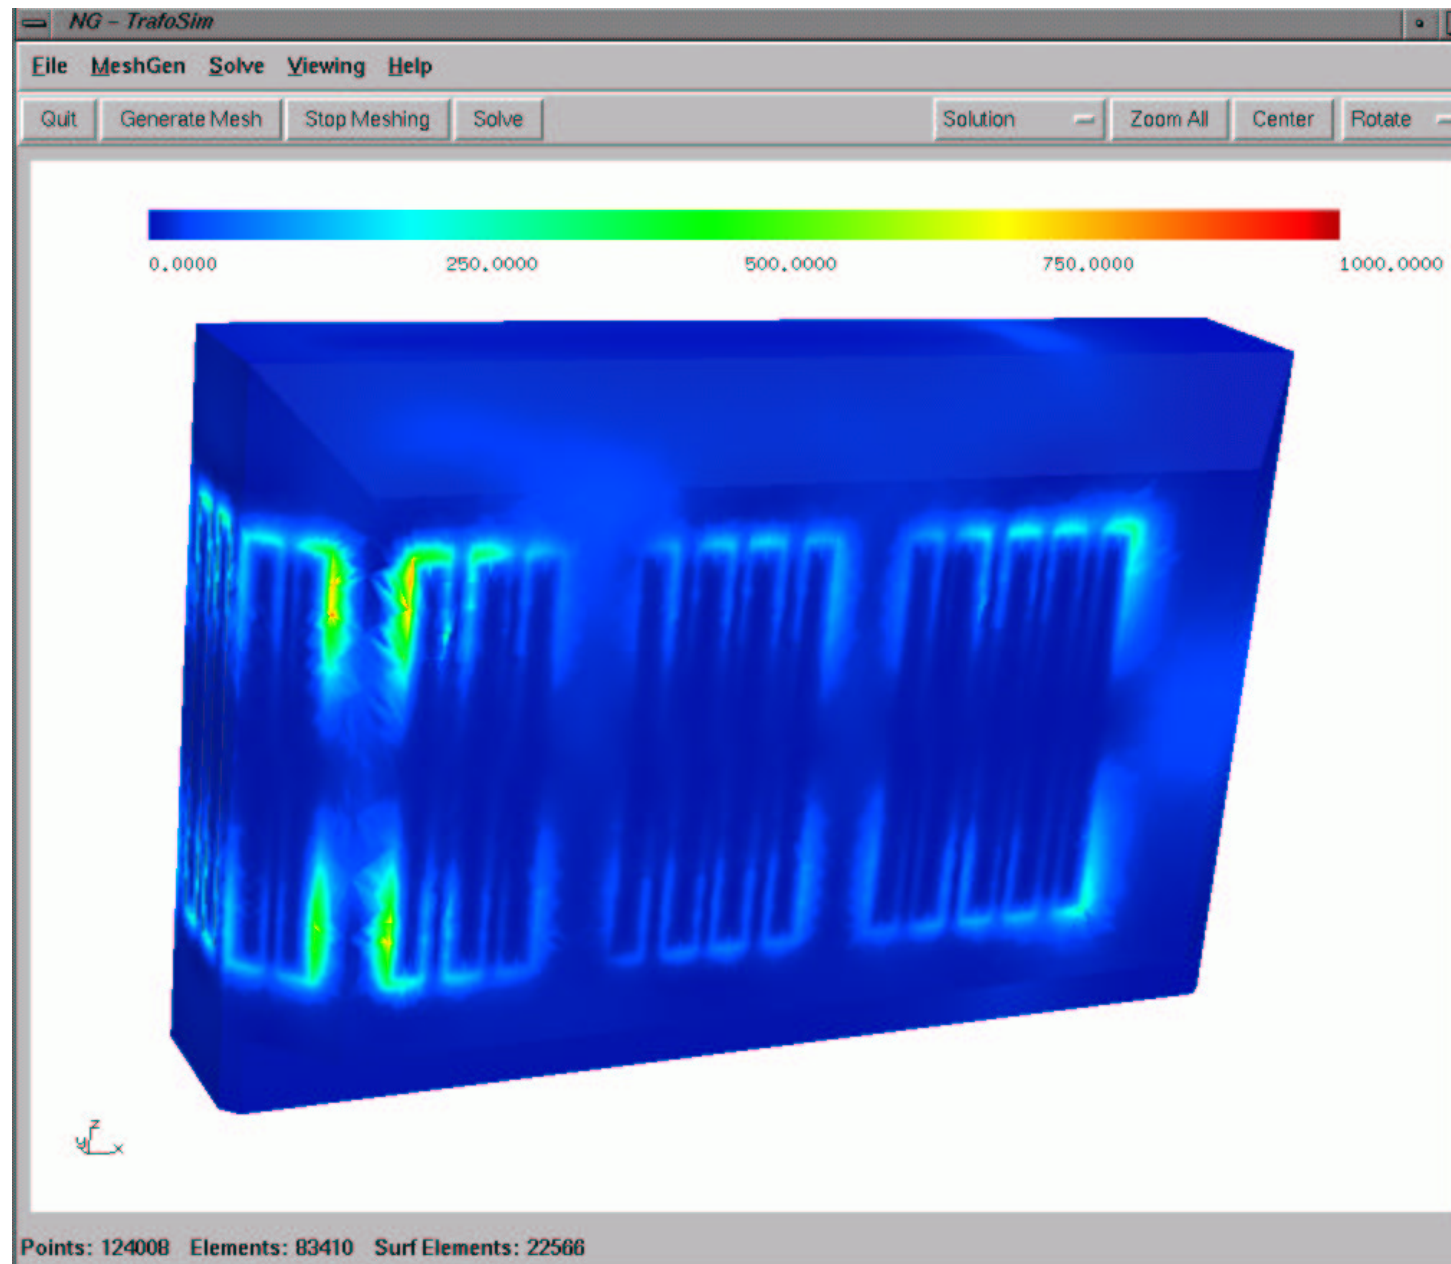 NG – TrafoSim
File MeshGen Solve Viewing Help
Quit Generate Mesh Stop Meshing Solve Solution Zoom All Center Rotate
0.0000 250.0000 500.0000 750.0000 1000.0000
z
y x
Points: 124008 Elements: 83410 Surf Elements: 22566